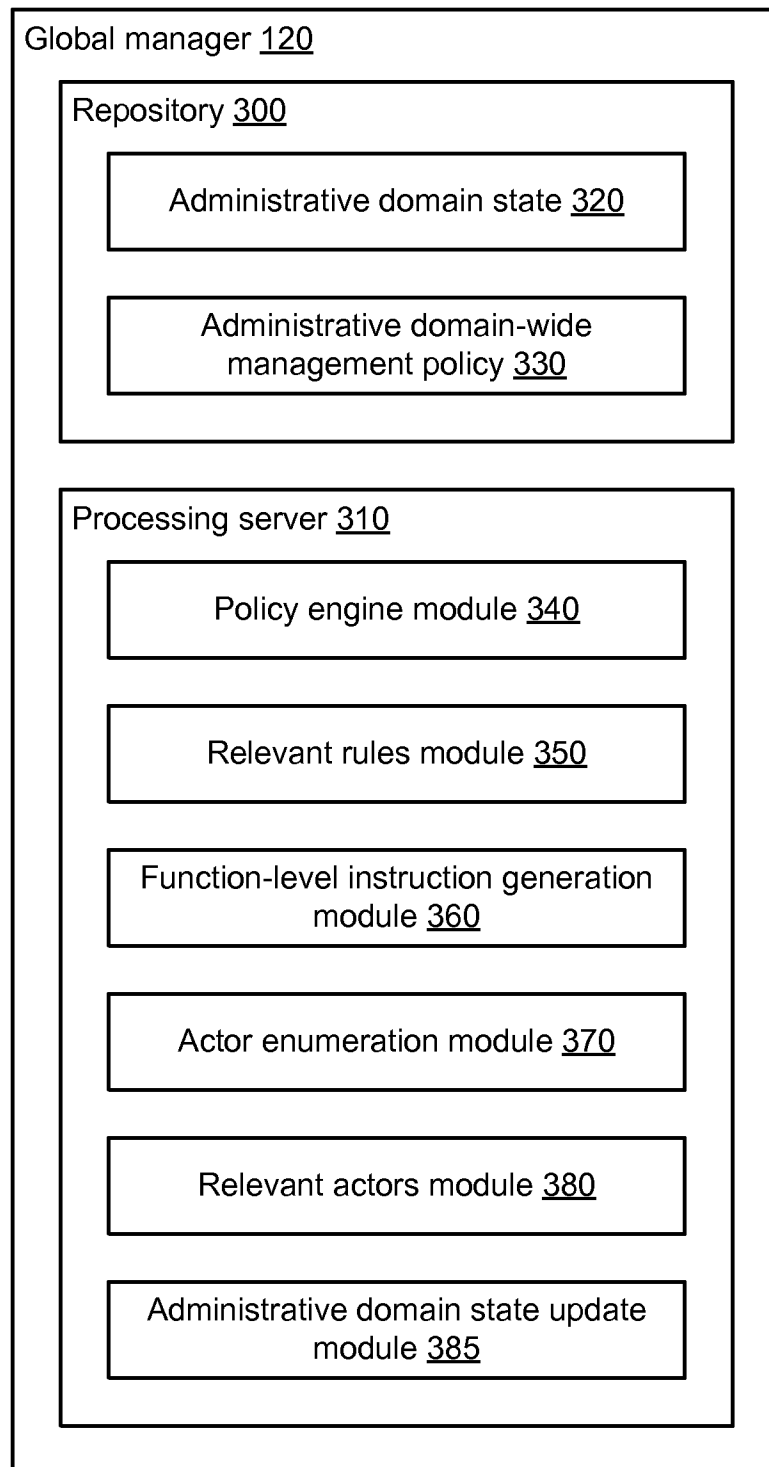 Global manager 120
Repository 300
Administrative domain state 320
Administrative domain-wide
management policy 330
Processing server 310
Policy engine module 340
Relevant rules module 350
Function-level instruction generation
module 360
Actor enumeration module 370
Relevant actors module 380
Administrative domain state update
module 385